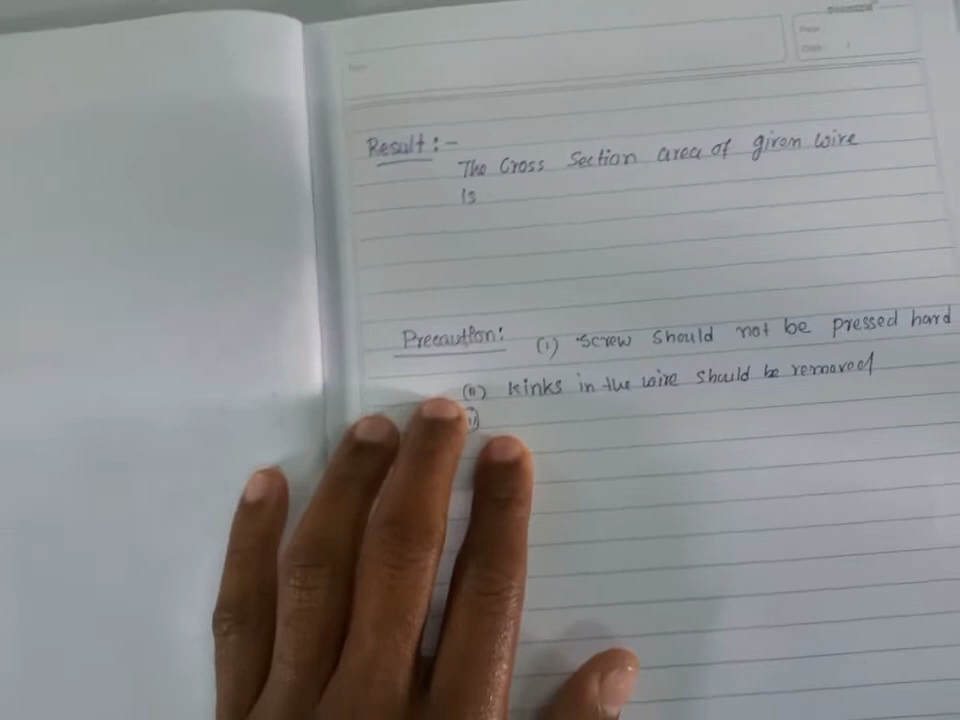 Result:-
The Cross Section area of given wire
is
Precaution: (i) Screw should not be pressed hard
(ii) Kinks in the wire should be removed